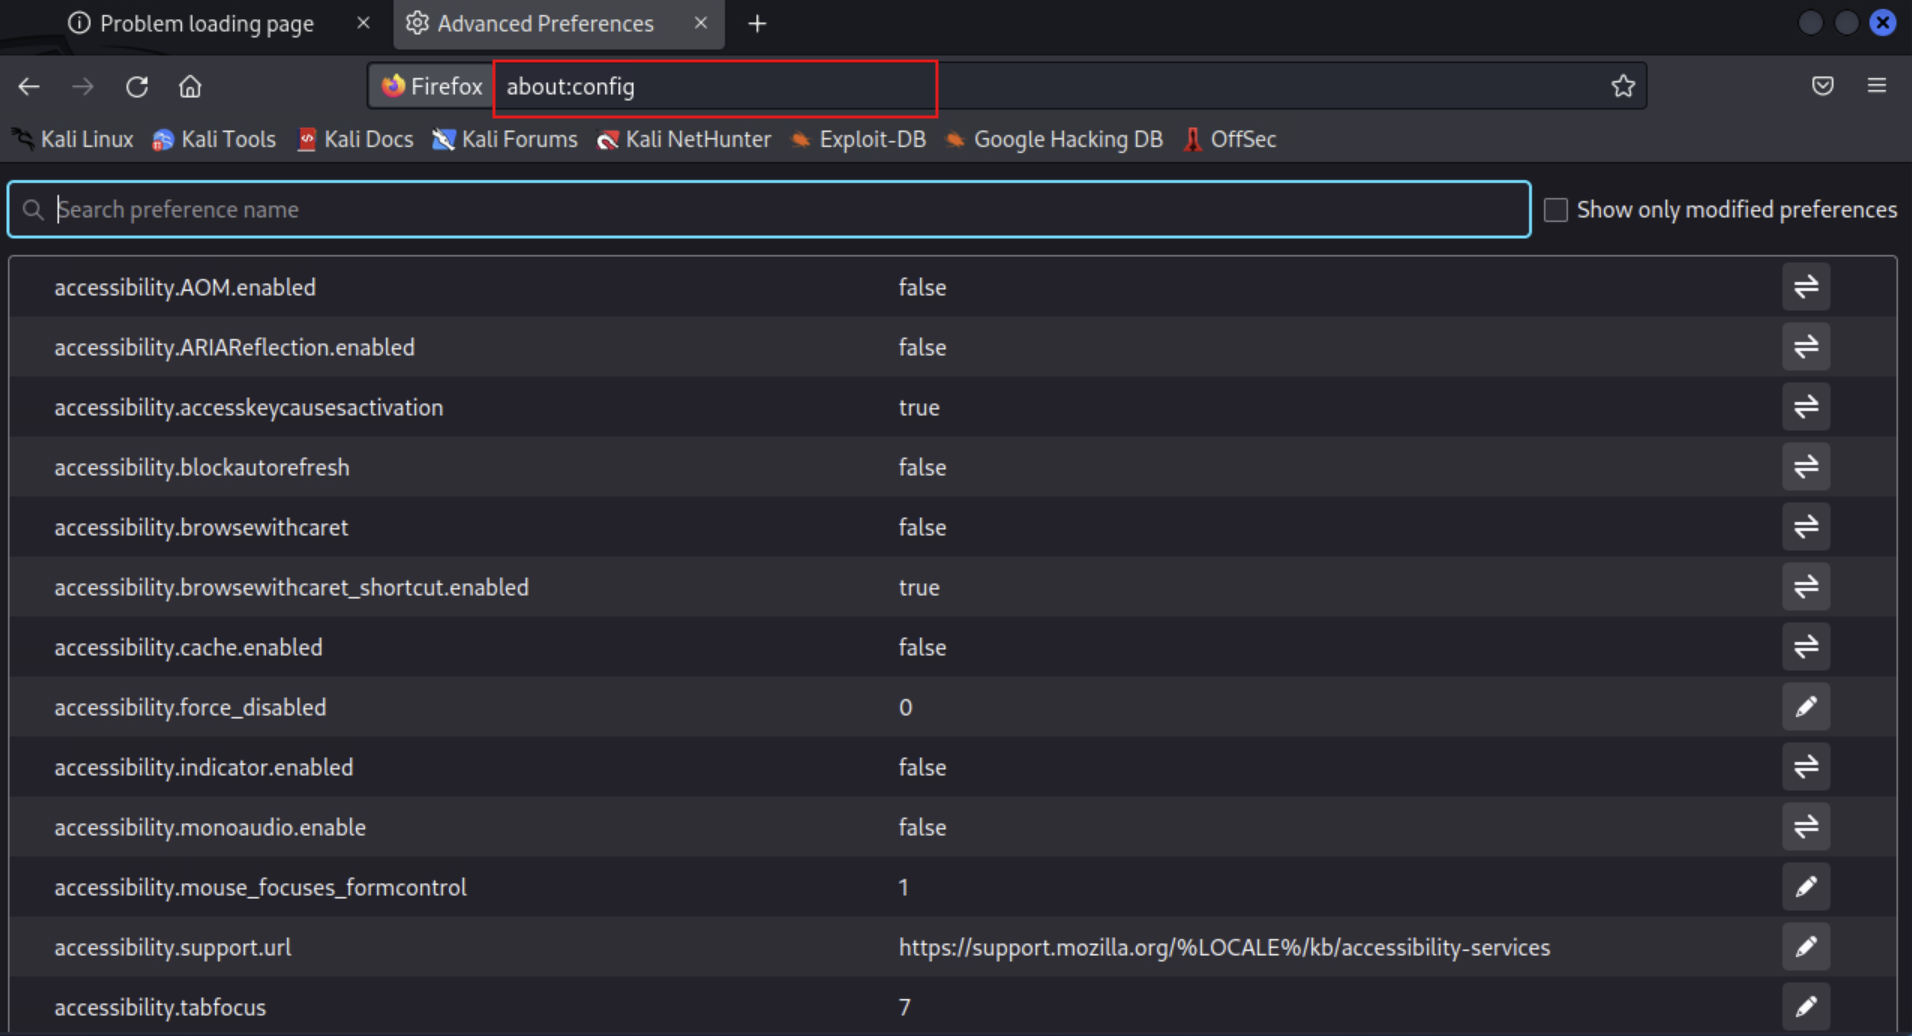 Problem loading page
Advanced Preferences
Firefox about:config
Kali Linux Kali Tools Kali Docs Kali Forums Kali NetHunter Exploit-DB Google Hacking DB OffSec
Search preference name Show only modified preferences
accessibility.AOM.enabled false
accessibility.ARIAReflection.enabled false
accessibility.accesskeycausesactivation true
accessibility.blockautorefresh false
accessibility.browsewithcaret false
accessibility.browsewithcaret_shortcut.enabled true
accessibility.cache.enabled false
accessibility.force_disabled 0
accessibility.indicator.enabled false
accessibility.monoaudio.enable false
accessibility.mouse_focuses_formcontrol 1
accessibility.support.url https://support.mozilla.org/%LOCALE%/kb/accessibility-services
accessibility.tabfocus 7